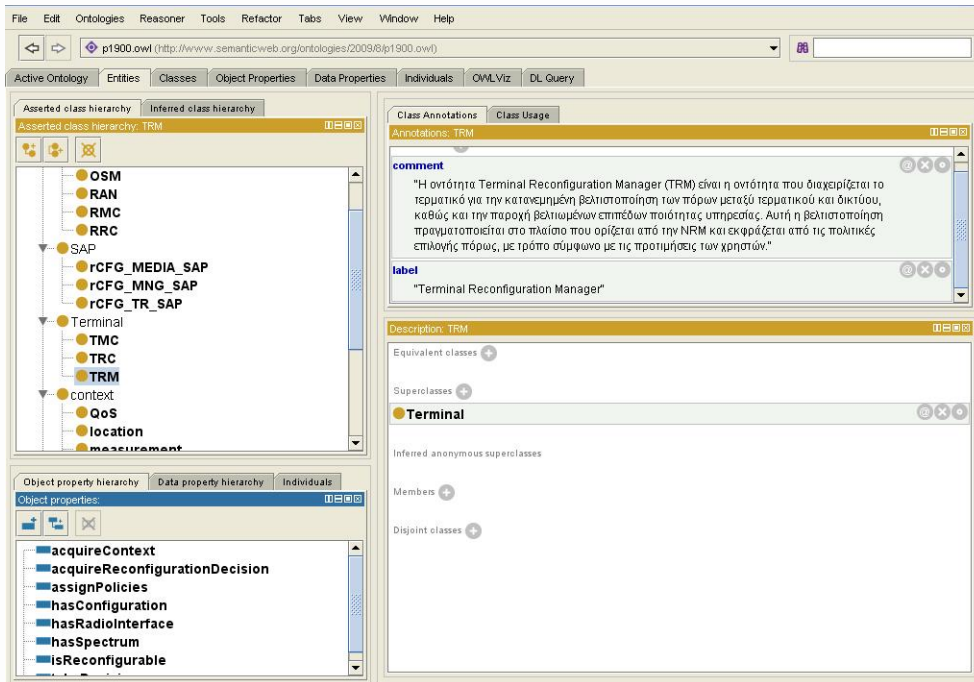 File Edit Ontologies Reasoner Tools Refactor Tabs View Window Help
p1900.owl (http://www.semanticweb.org/ontologies/2009/8/p1900.owl)
Active Ontology Entities Classes Object Properties Data Properties Individuals OWLViz DL Query
Asserted class hierarchy Inferred class hierarchy
Asserted class hierarchy: TRM
OSM
RAN
RMC
RRC
SAP
rCFG_MEDIA_SAP
rCFG_MNG_SAP
rCFG_TR_SAP
Terminal
TMC
TRC
TRM
context
QoS
location
measurement
Object property hierarchy Data property hierarchy Individuals
Object properties:
acquireContext
acquireReconfigurationDecision
assignPolicies
hasConfiguration
hasRadioInterface
hasSpectrum
isReconfigurable
Class Annotations Class Usage
Annotations: TRM
comment
"Η οντότητα Terminal Reconfiguration Manager (TRM) είναι η οντότητα που διαχειρίζεται το
τερματικό για την κατανεμημένη βελτιστοποίηση των πόρων μεταξύ τερματικού και δικτύου,
καθώς και την παροχή βελτιωμένων επιπέδων ποιότητας υπηρεσίας. Αυτή η βελτιστοποίηση
πραγματοποιείται στο πλαίσιο που ορίζεται από την NRM και εκφράζεται από τις πολιτικές
επιλογής πόρως, με τρόπο σύμφωνο με τις προτιμήσεις των χρηστών."
label
"Terminal Reconfiguration Manager"
Description: TRM
Equivalent classes
Superclasses
Terminal
Inferred anonymous superclasses
Members
Disjoint classes